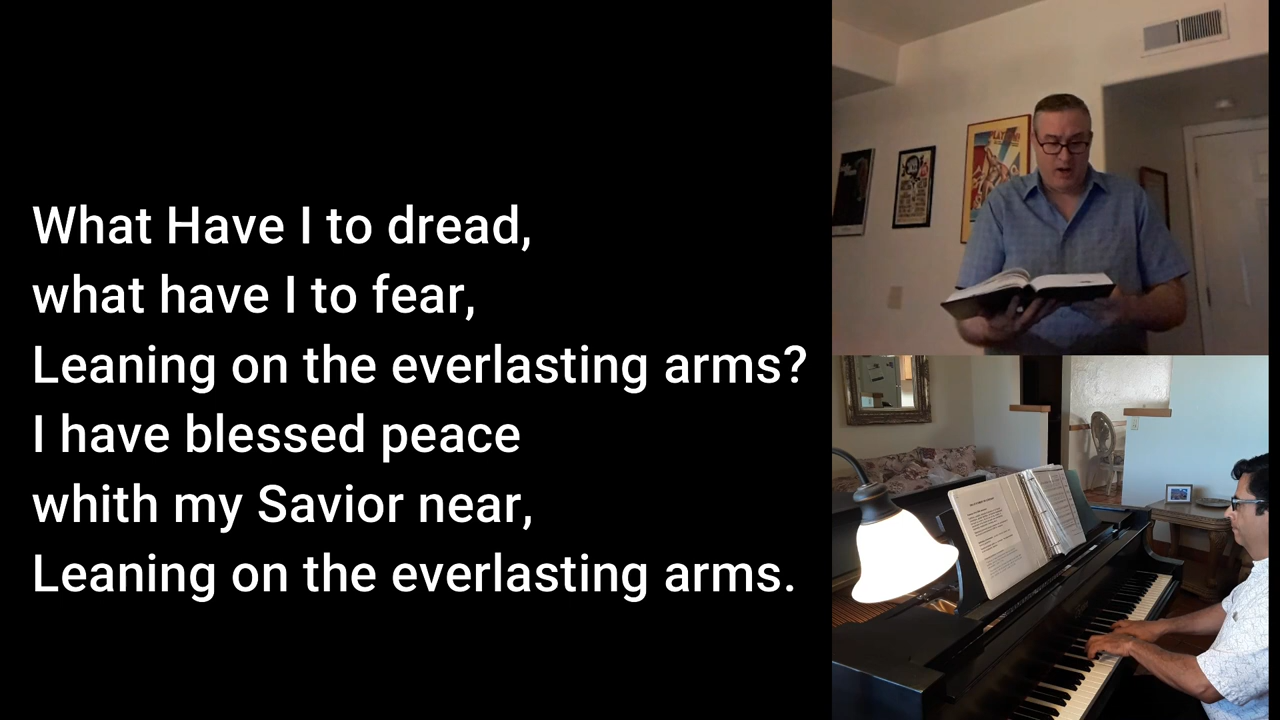 What Have I to dread,
what have I to fear,
Leaning on the everlasting arms?
I have blessed peace
whith my Savior near,
Leaning on the everlasting arms.